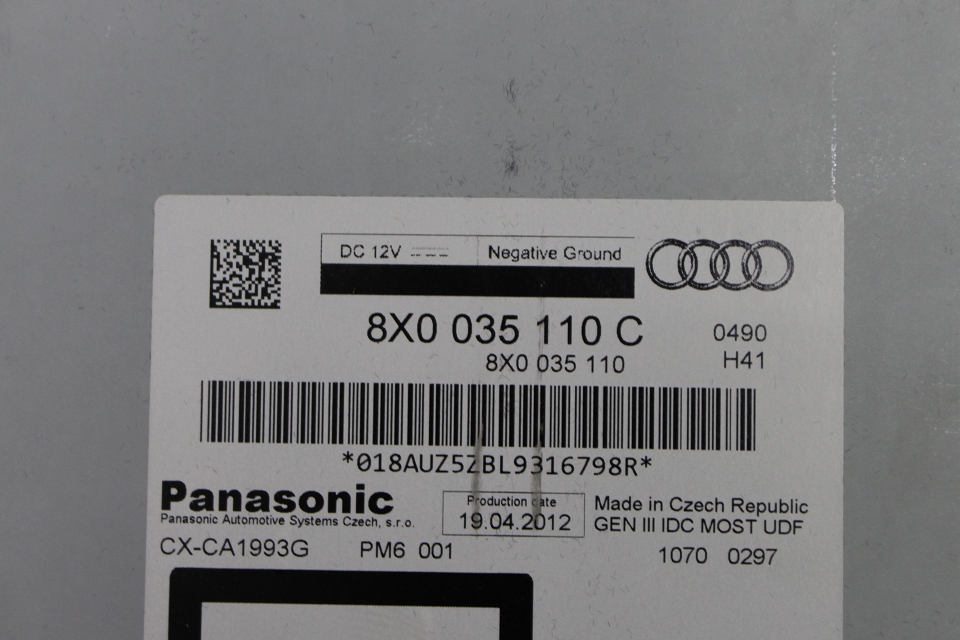 DC 12V Negative Ground
8X0 035 110 C 0490
8X0 035 110 H41
*018AUZ5ZBL9316798R*
Panasonic
Panasonic Automotive Systems Czech, s.r.o.
Production date
19.04.2012
Made in Czech Republic
GEN III IDC MOST UDF
CX-CA1993G PM6 001 1070 0297